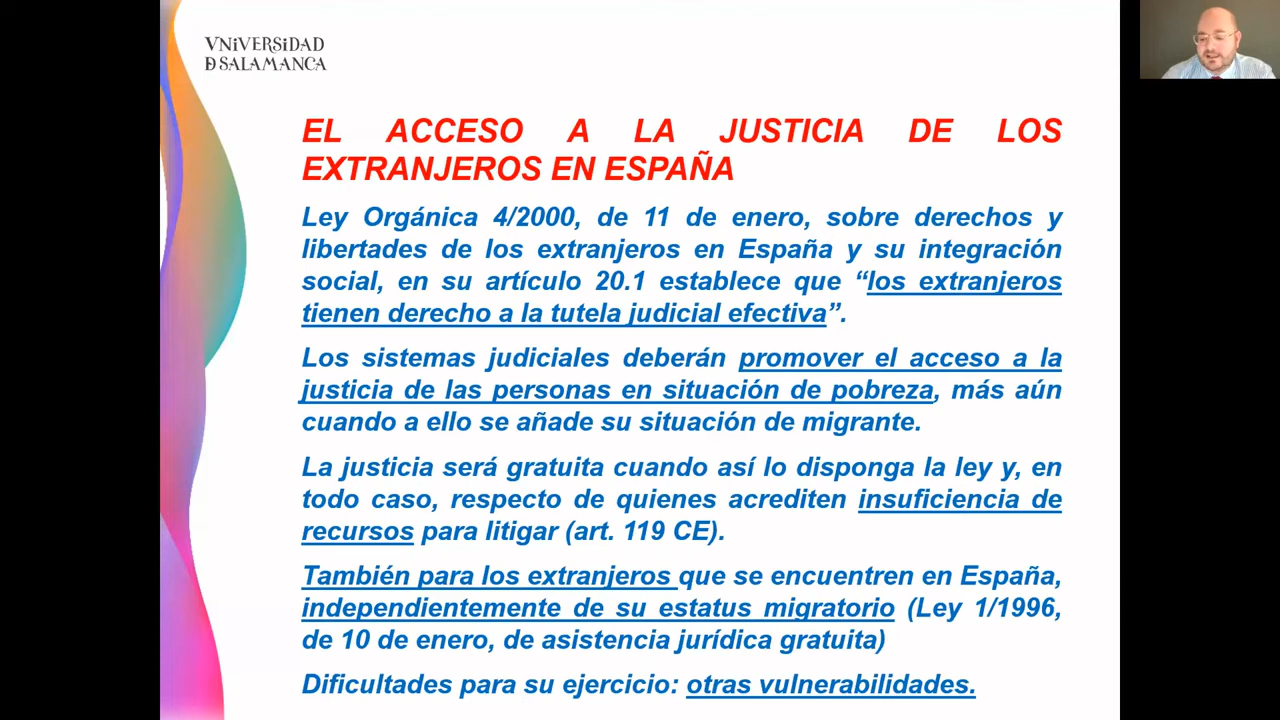 VNiVERSiDAD
D SALAMANCA
EL ACCESO A LA JUSTICIA DE LOS
EXTRANJEROS EN ESPAÑA
Ley Orgánica 4/2000, de 11 de enero, sobre derechos y
libertades de los extranjeros en España y su integración
social, en su artículo 20.1 establece que “los extranjeros
tienen derecho a la tutela judicial efectiva”.
Los sistemas judiciales deberán promover el acceso a la
justicia de las personas en situación de pobreza, más aún
cuando a ello se añade su situación de migrante.
La justicia será gratuita cuando así lo disponga la ley y, en
todo caso, respecto de quienes acrediten insuficiencia de
recursos para litigar (art. 119 CE).
También para los extranjeros que se encuentren en España,
independientemente de su estatus migratorio (Ley 1/1996,
de 10 de enero, de asistencia jurídica gratuita)
Dificultades para su ejercicio: otras vulnerabilidades.